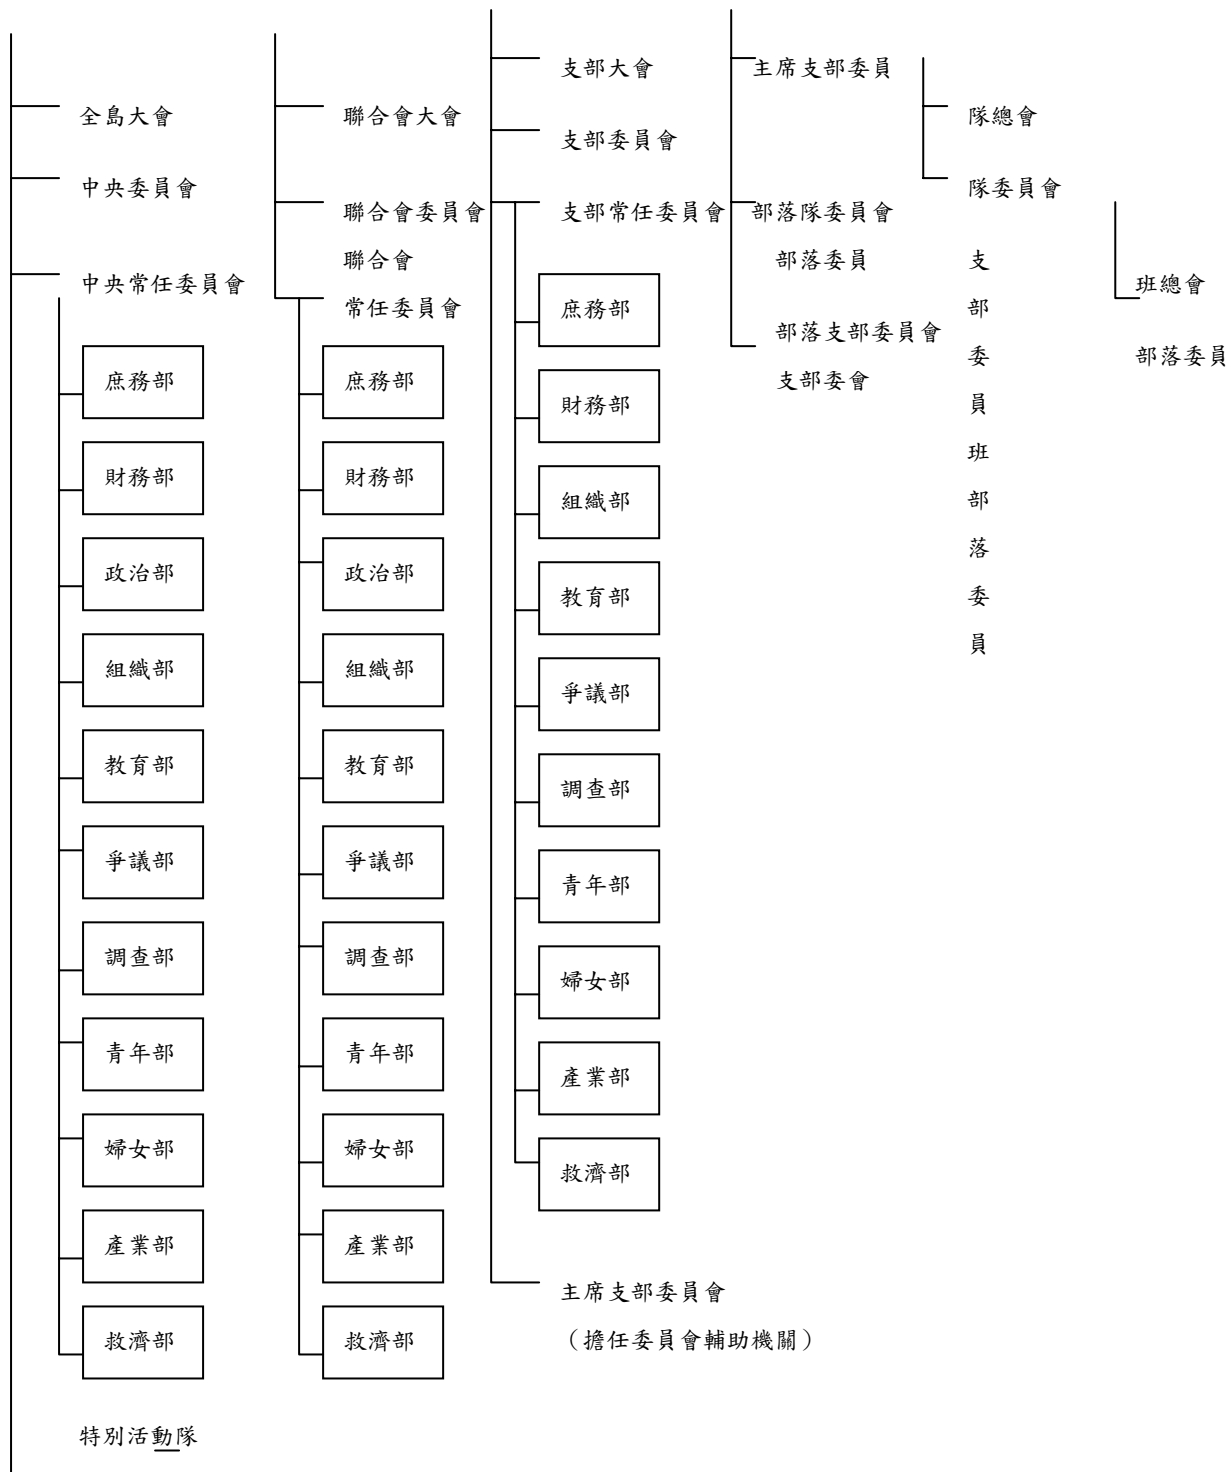 全島大會
中央委員會
中央常任委員會
庶務部
財務部
政治部
組織部
教育部
爭議部
調查部
青年部
婦女部
產業部
救濟部
特別活動隊
聯合會大會
聯合會委員會
聯合會
常任委員會
庶務部
財務部
政治部
組織部
教育部
爭議部
調查部
青年部
婦女部
產業部
救濟部
支部大會
支部委員會
支部常任委員會
庶務部
財務部
組織部
教育部
爭議部
調查部
青年部
婦女部
產業部
救濟部
主席支部委員會
（擔任委員會輔助機關）
主席支部委員
部落隊委員會
部落委員
部落支部委員會
支部委會
隊總會
隊委員會
支部委員班部落委員
班總會
部落委員